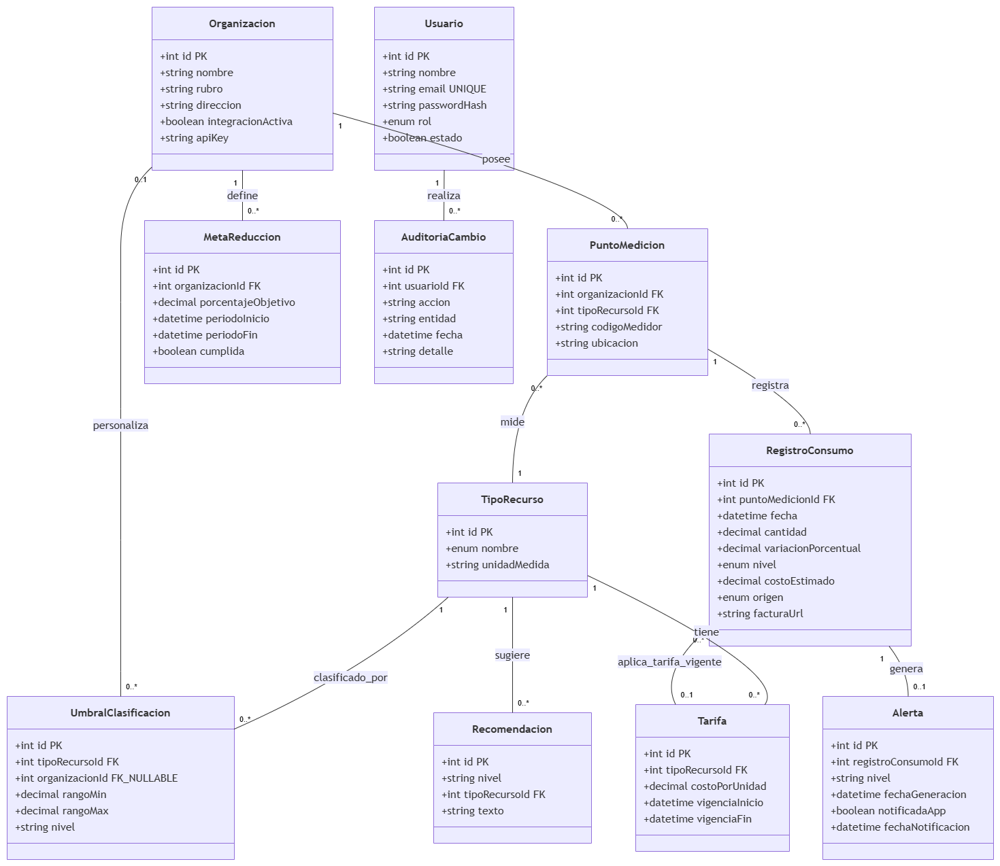 Organizacion
+int id PK
+string nombre
+string rubro
+string direccion
+boolean integracionActiva
+string apiKey
Usuario
+int id PK
+string nombre
+string email UNIQUE
+string passwordHash
+enum rol
+boolean estado
1
posee
0..*
0..1
personaliza
0..*
1
define
0..*
1
realiza
0..*
MetaReduccion
+int id PK
+int organizacionId FK
+decimal porcentajeObjetivo
+datetime periodoInicio
+datetime periodoFin
+boolean cumplida
AuditoriaCambio
+int id PK
+int usuarioId FK
+string accion
+string entidad
+datetime fecha
+string detalle
PuntoMedicion
+int id PK
+int organizacionId FK
+int tipoRecursoId FK
+string codigoMedidor
+string ubicacion
0..*
mide
1
1
registra
0..*
TipoRecurso
+int id PK
+enum nombre
+string unidadMedida
RegistroConsumo
+int id PK
+int puntoMedicionId FK
+datetime fecha
+decimal cantidad
+decimal variacionPorcentual
+enum nivel
+decimal costoEstimado
+enum origen
+string facturaUrl
1
clasificado_por
0..*
1
sugiere
0..*
1
tiene
0..*
0..*
aplica_tarifa_vigente
0..1
1
genera
0..1
UmbralClasificacion
+int id PK
+int tipoRecursoId FK
+int organizacionId FK_NULLABLE
+decimal rangoMin
+decimal rangoMax
+string nivel
Recomendacion
+int id PK
+string nivel
+int tipoRecursoId FK
+string texto
Tarifa
+int id PK
+int tipoRecursoId FK
+decimal costoPorUnidad
+datetime vigenciaInicio
+datetime vigenciaFin
Alerta
+int id PK
+int registroConsumoId FK
+string nivel
+datetime fechaGeneracion
+boolean notificadaApp
+datetime fechaNotificacion